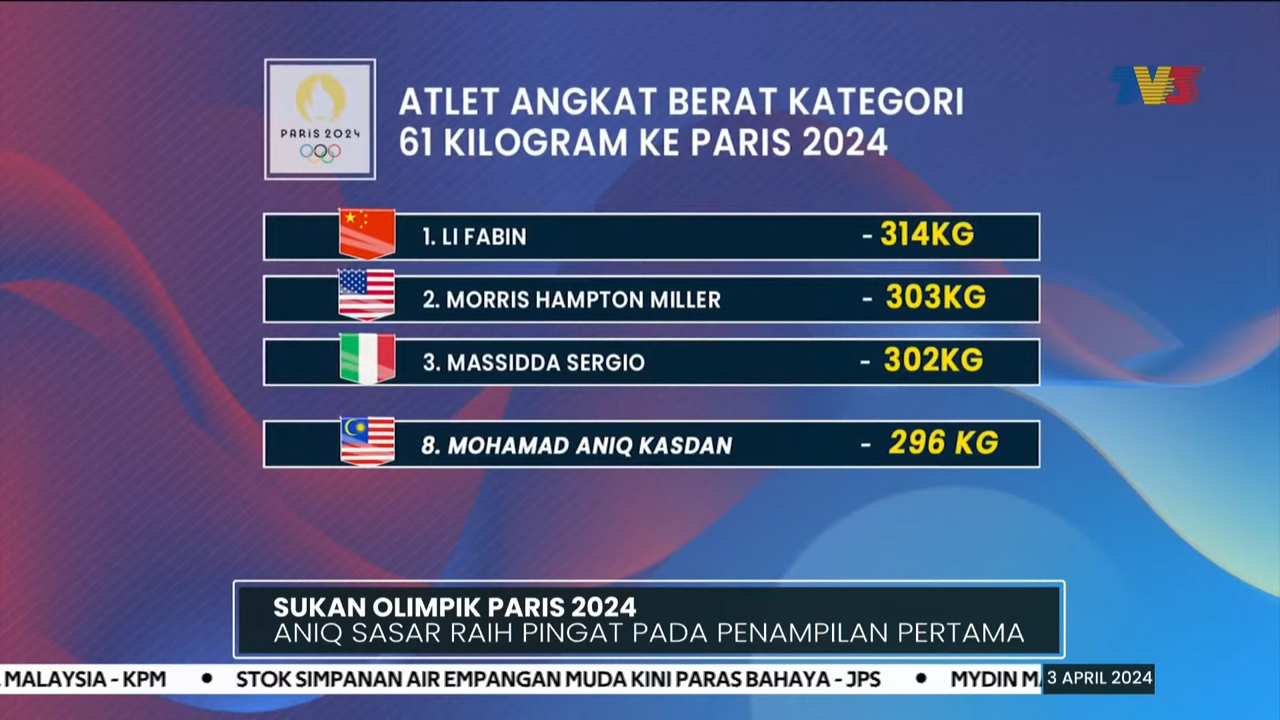 TV3
PARIS 2024
ATLET ANGKAT BERAT KATEGORI
61 KILOGRAM KE PARIS 2024
1. LI FABIN - 314KG
2. MORRIS HAMPTON MILLER - 303KG
3. MASSIDDA SERGIO - 302KG
8. MOHAMAD ANIQ KASDAN - 296 KG
SUKAN OLIMPIK PARIS 2024
ANIQ SASAR RAIH PINGAT PADA PENAMPILAN PERTAMA
MALAYSIA - KPM • STOK SIMPANAN AIR EMPANGAN MUDA KINI PARAS BAHAYA - JPS • MYDIN 3 APRIL 2024